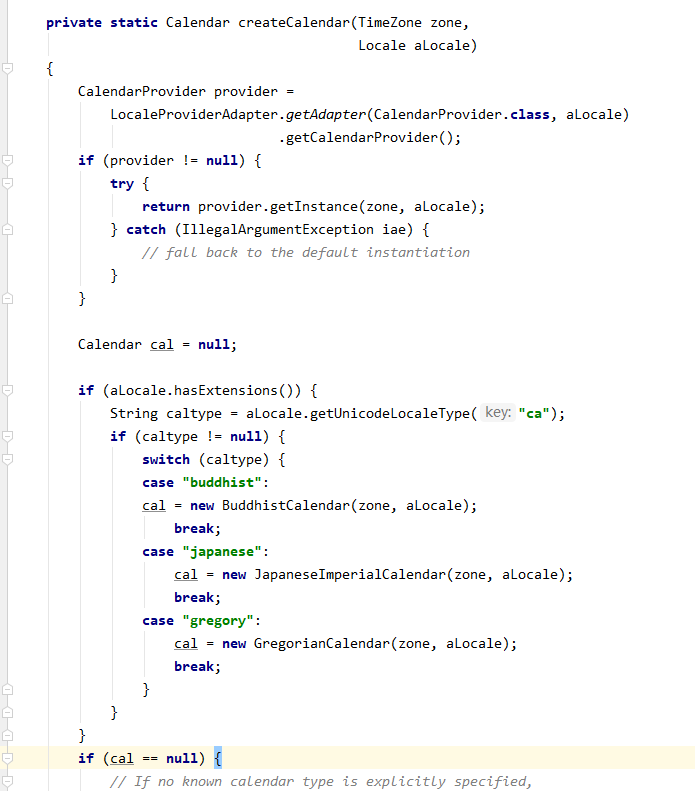 private static Calendar createCalendar(TimeZone zone,
                                       Locale aLocale)
{
    CalendarProvider provider =
        LocaleProviderAdapter.getAdapter(CalendarProvider.class, aLocale)
                             .getCalendarProvider();
    if (provider != null) {
        try {
            return provider.getInstance(zone, aLocale);
        } catch (IllegalArgumentException iae) {
            // fall back to the default instantiation
        }
    }

    Calendar cal = null;

    if (aLocale.hasExtensions()) {
        String caltype = aLocale.getUnicodeLocaleType( key: "ca");
        if (caltype != null) {
            switch (caltype) {
            case "buddhist":
            cal = new BuddhistCalendar(zone, aLocale);
                break;
            case "japanese":
                cal = new JapaneseImperialCalendar(zone, aLocale);
                break;
            case "gregory":
                cal = new GregorianCalendar(zone, aLocale);
                break;
            }
        }
    }
    if (cal == null) {
        // If no known calendar type is explicitly specified,